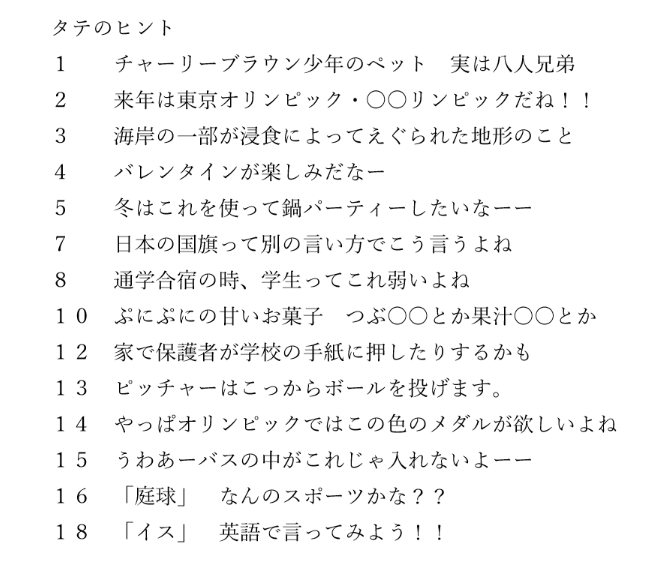 タテのヒント
１　チャーリーブラウン少年のペット　実は八人兄弟
２　来年は東京オリンピック・〇〇リンピックだね！！
３　海岸の一部が浸食によってえぐられた地形のこと
４　バレンタインが楽しみだなー
５　冬はこれを使って鍋パーティーしたいなーー
７　日本の国旗って別の言い方でこう言うよね
８　通学合宿の時、学生ってこれ弱いよね
１０　ぷにぷにの甘いお菓子　つぶ〇〇とか果汁〇〇とか
１２　家で保護者が学校の手紙に押したりするかも
１３　ピッチャーはこっからボールを投げます。
１４　やっぱオリンピックではこの色のメダルが欲しいよね
１５　うわあーバスの中がこれじゃ入れないよーー
１６　「庭球」　なんのスポーツかな？？
１８　「イス」　英語で言ってみよう！！